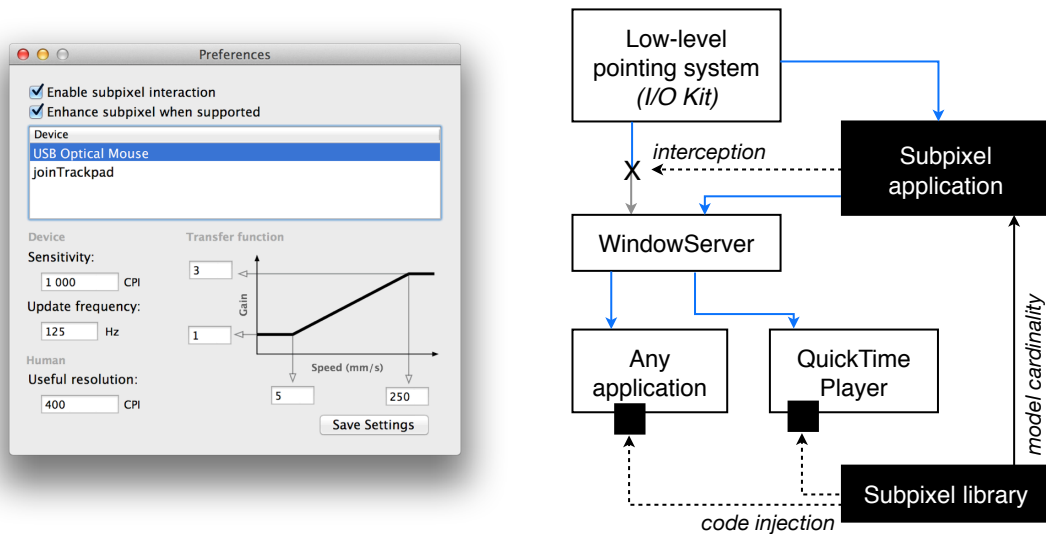 Preferences
Enable subpixel interaction
Enhance subpixel when supported
Device
USB Optical Mouse
joinTrackpad
Device
Sensitivity:
1 000 CPI
Update frequency:
125 Hz
Human
Useful resolution:
400 CPI
Transfer function
3
1
Gain
Speed (mm/s)
5
250
Save Settings
Low-level
pointing system
(I/O Kit)
X
interception
Subpixel
application
WindowServer
Any
application
QuickTime
Player
model cardinality
Subpixel library
code injection